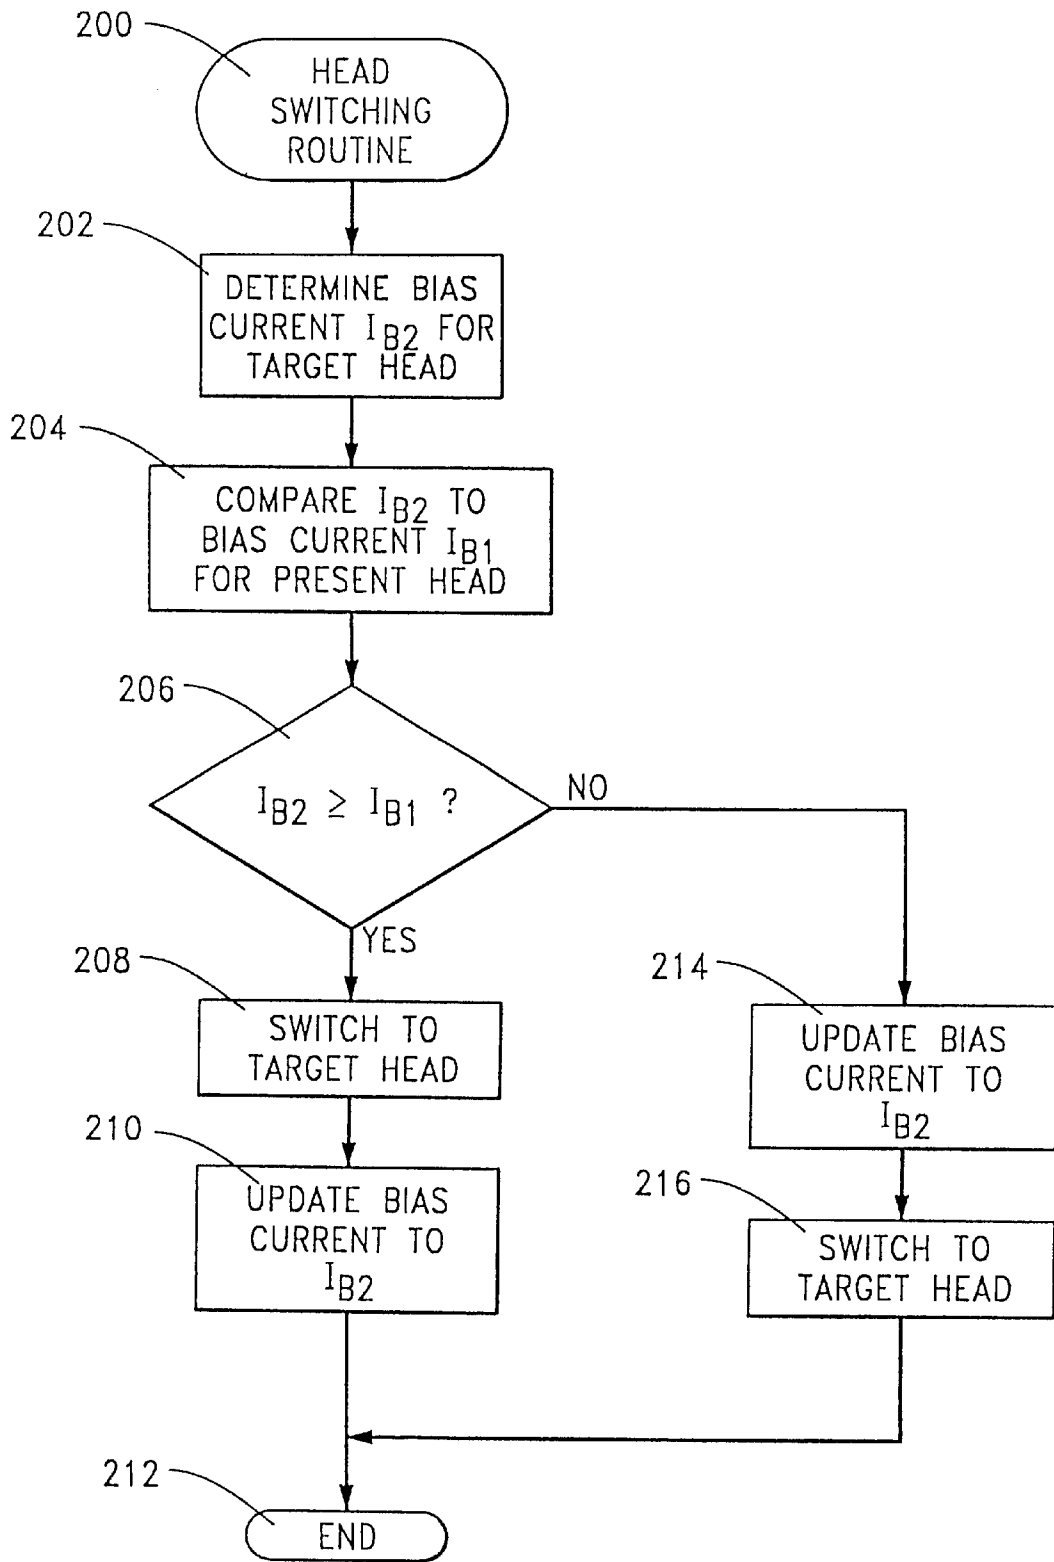 200
HEAD
SWITCHING
ROUTINE
202
DETERMINE BIAS
CURRENT I_B2 FOR
TARGET HEAD
204
COMPARE I_B2 TO
BIAS CURRENT I_B1
FOR PRESENT HEAD
206
I_B2 ≥ I_B1 ?
NO
YES
208
SWITCH TO
TARGET HEAD
210
UPDATE BIAS
CURRENT TO
I_B2
214
UPDATE BIAS
CURRENT TO
I_B2
216
SWITCH TO
TARGET HEAD
212
END